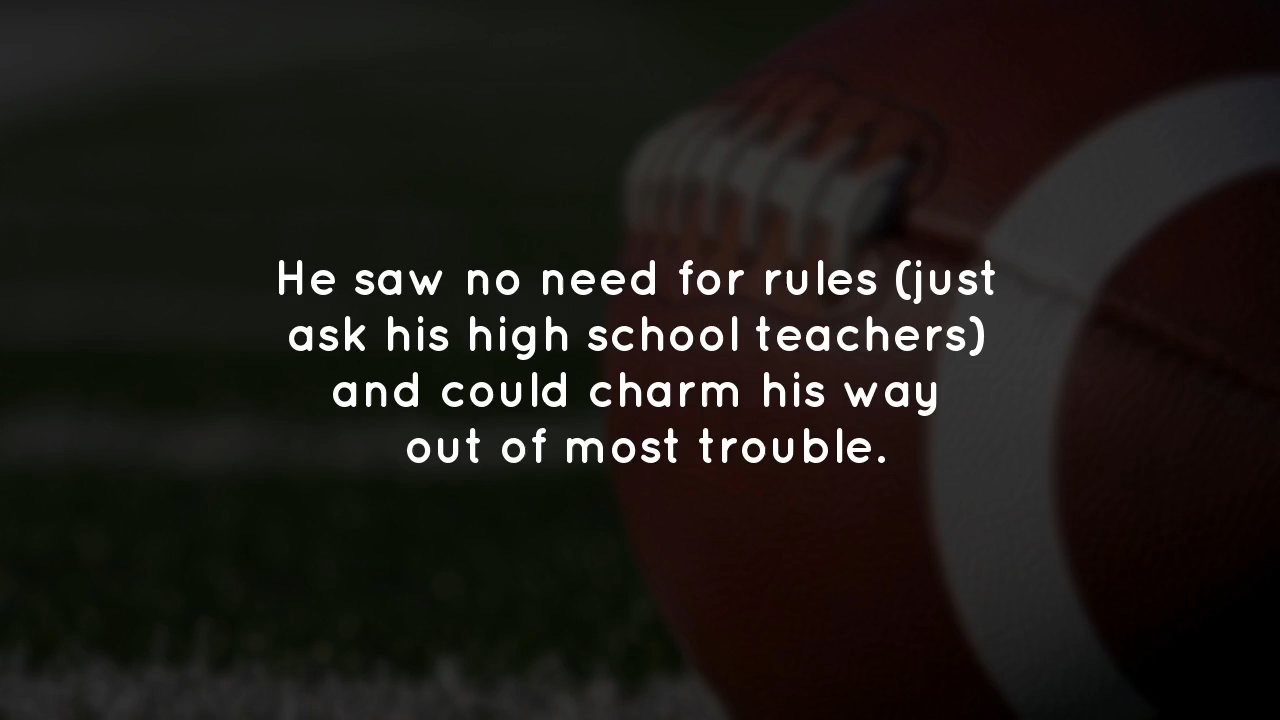 He saw no need for rules (just
ask his high school teachers)
and could charm his way
out of most trouble.